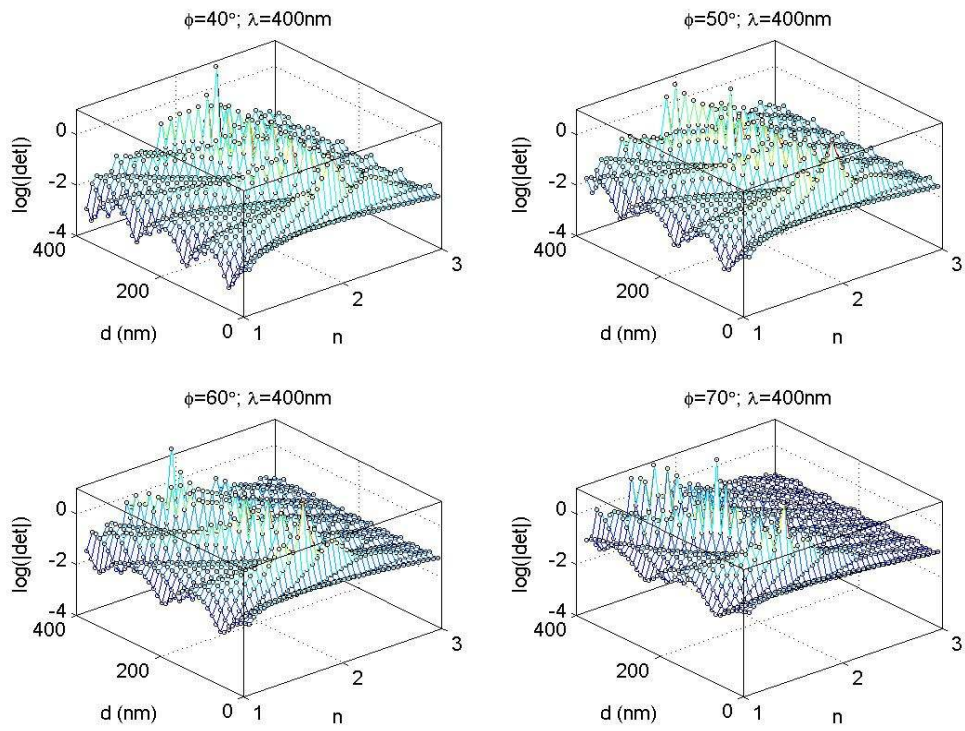 ϕ=40°; λ=400nm
0
-2
-4
log(|det|)
400
200
0
d (nm)
1
2
3
n
ϕ=50°; λ=400nm
0
-2
-4
log(|det|)
400
200
0
d (nm)
1
2
3
n
ϕ=60°; λ=400nm
0
-2
-4
log(|det|)
400
200
0
d (nm)
1
2
3
n
ϕ=70°; λ=400nm
0
-2
-4
log(|det|)
400
200
0
d (nm)
1
2
3
n